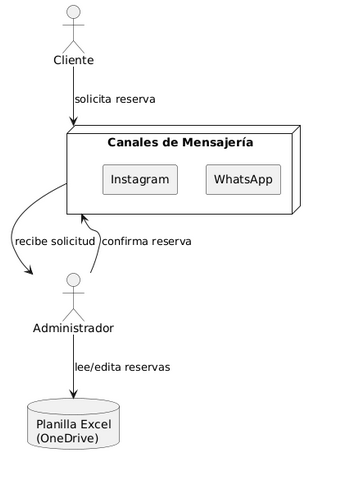 Cliente
solicita reserva
Canales de Mensajería
Instagram
WhatsApp
recibe solicitud
confirma reserva
Administrador
lee/edita reservas
Planilla Excel
(OneDrive)